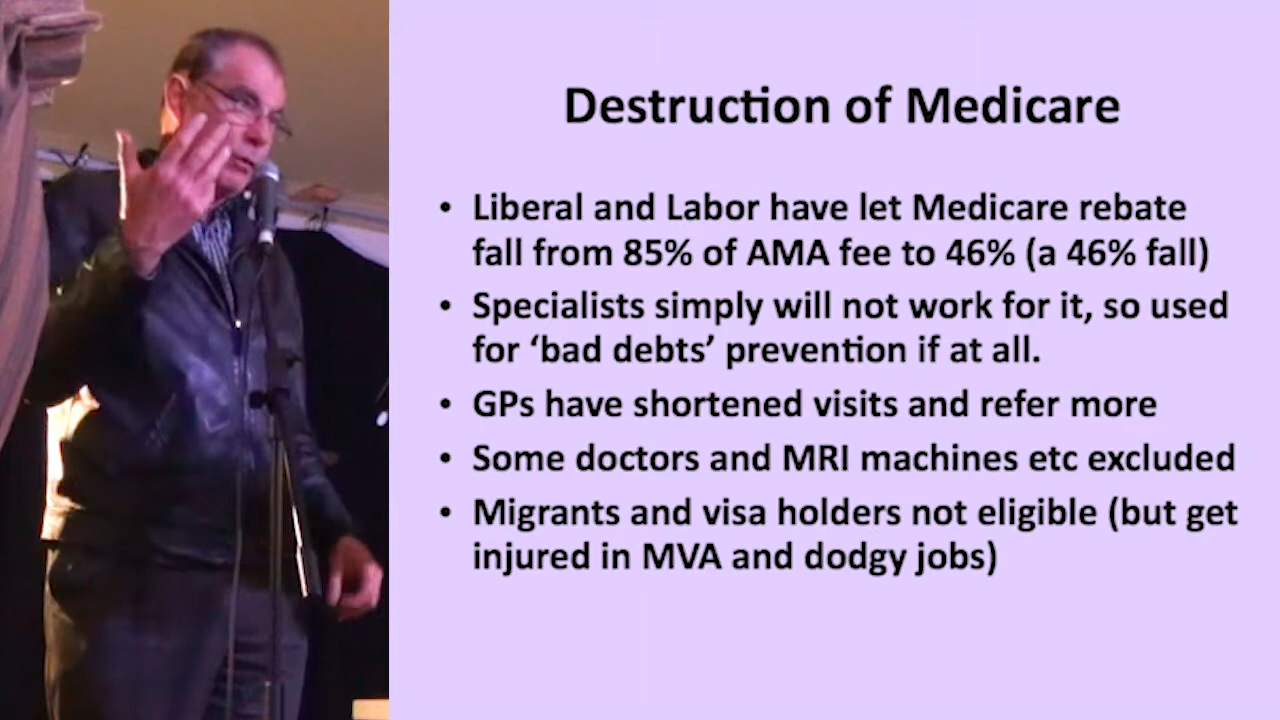 Destruction of Medicare
• Liberal and Labor have let Medicare rebate
fall from 85% of AMA fee to 46% (a 46% fall)
• Specialists simply will not work for it, so used
for ‘bad debts’ prevention if at all.
• GPs have shortened visits and refer more
• Some doctors and MRI machines etc excluded
• Migrants and visa holders not eligible (but get
injured in MVA and dodgy jobs)